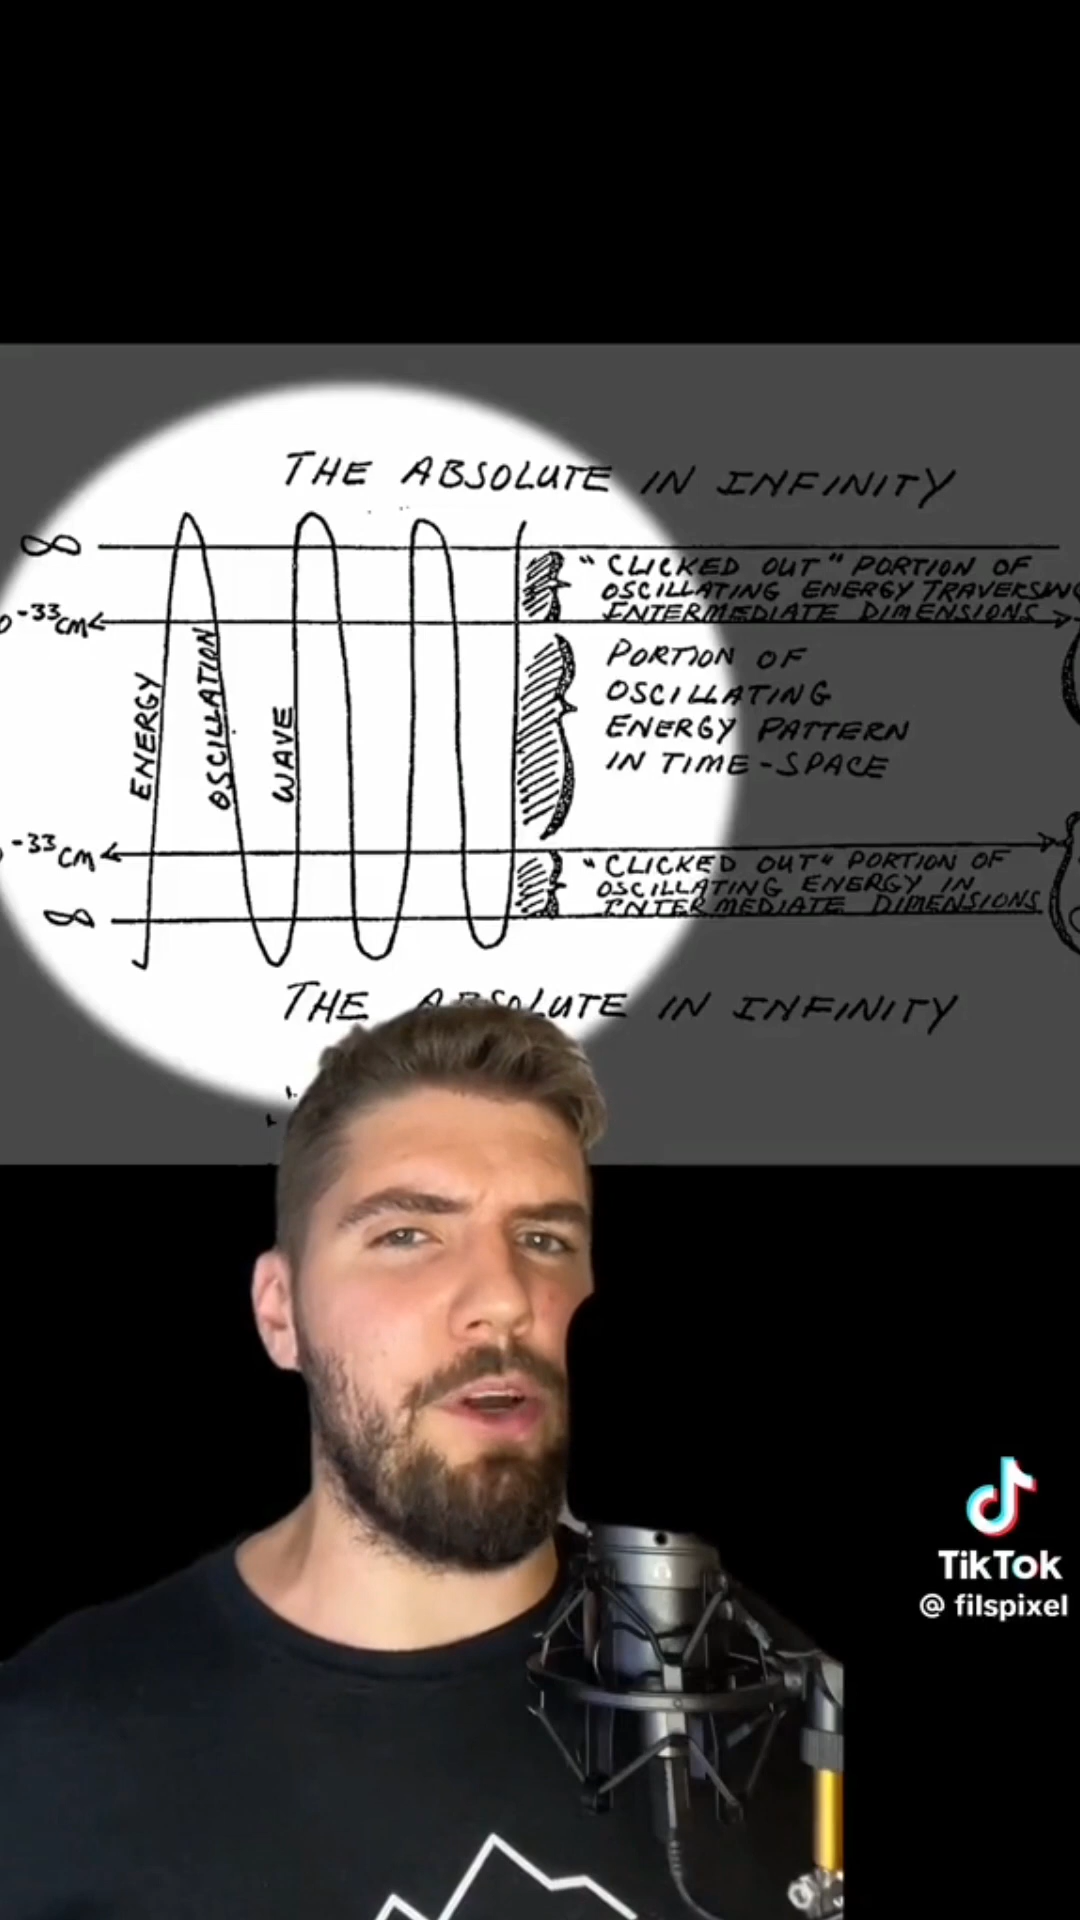 THE ABSOLUTE IN INFINITY
∞
"CLICKED OUT" PORTION OF
OSCILLATING ENERGY TRAVERSING
INTERMEDIATE DIMENSIONS
-33cm
PORTION OF
OSCILLATING
ENERGY PATTERN
IN TIME-SPACE
ENERGY
OSCILLATION
WAVE
-33cm
"CLICKED OUT" PORTION OF
OSCILLATING ENERGY IN
INTERMEDIATE DIMENSIONS
∞
THE ABSOLUTE IN INFINITY
TikTok
@ filspixel